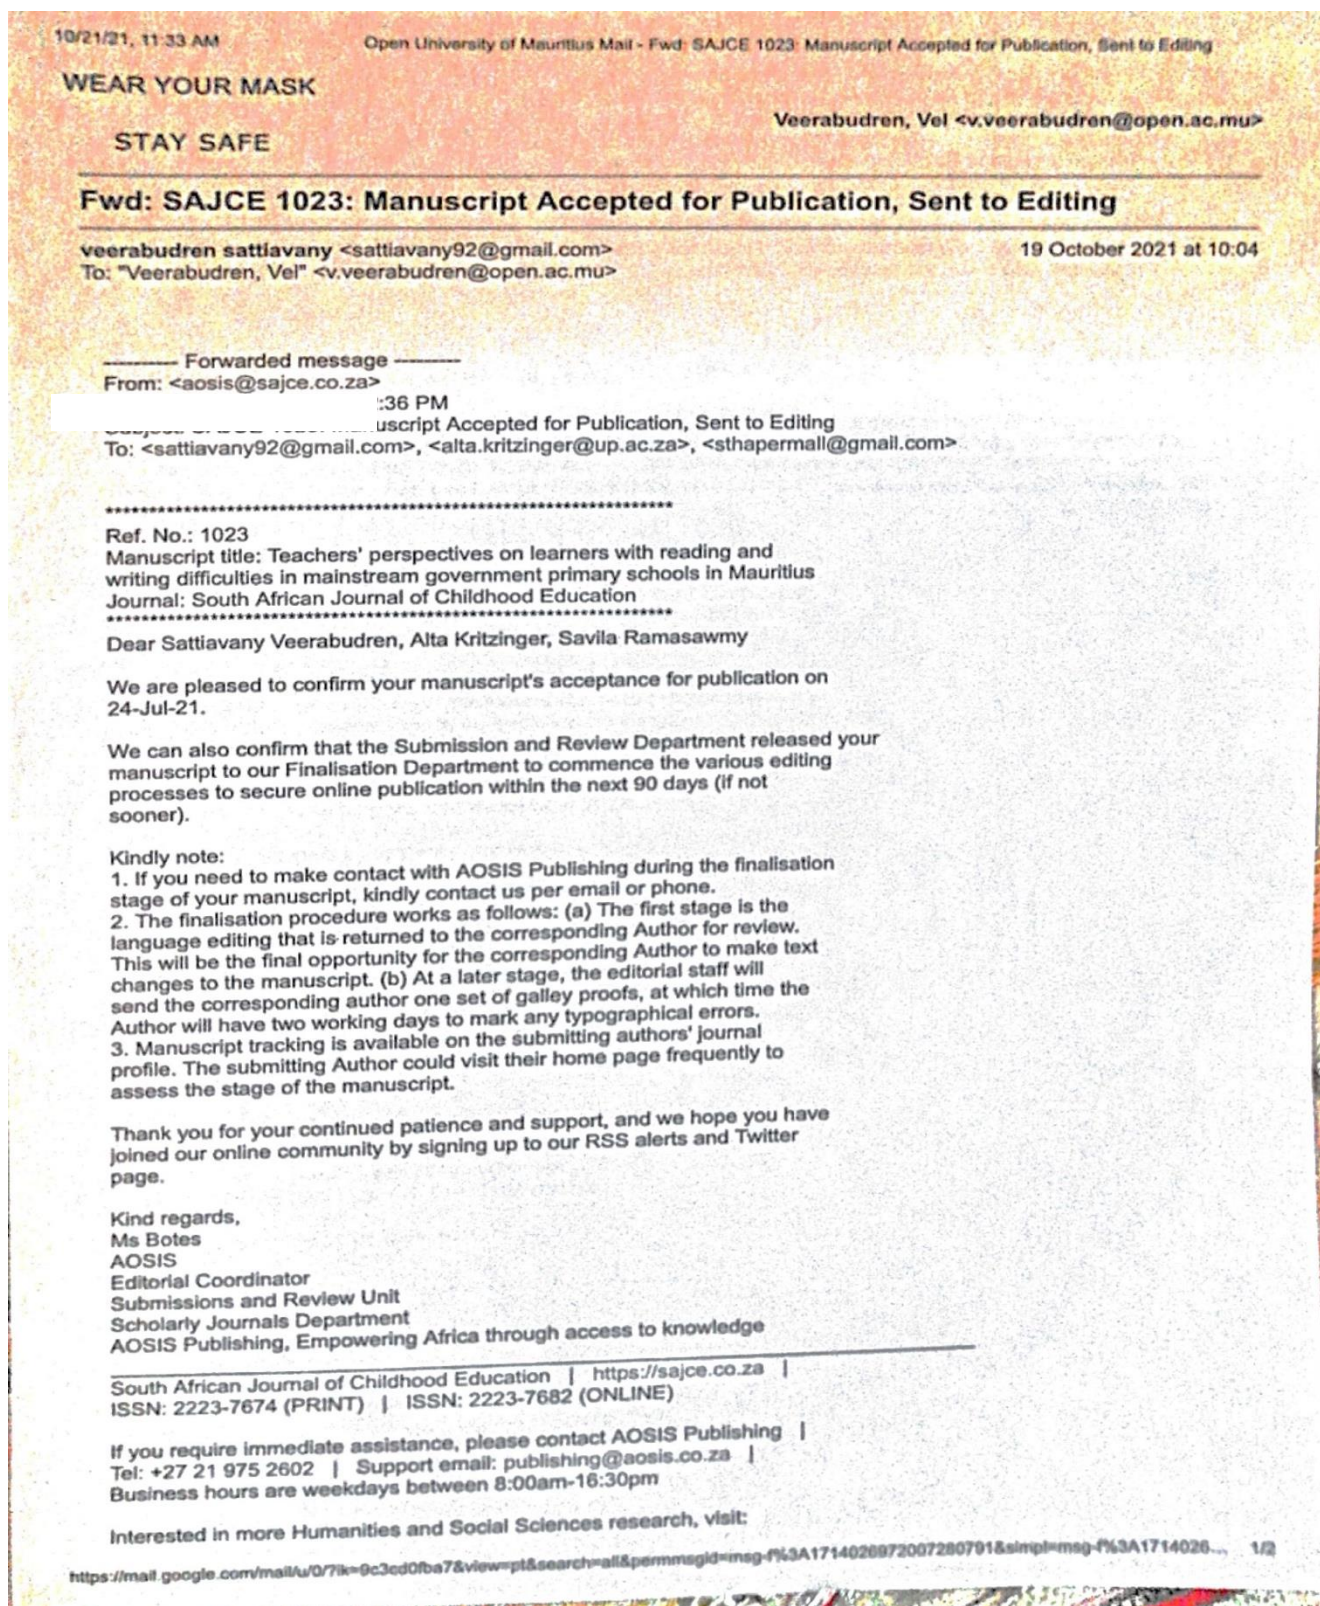 10/21/21, 11:33 AM Open University of Mauritius Mail - Fwd: SAJCE 1023: Manuscript Accepted for Publication, Sent to Editing
WEAR YOUR MASK
Veerabudren, Vel <v.veerabudren@open.ac.mu>
STAY SAFE
Fwd: SAJCE 1023: Manuscript Accepted for Publication, Sent to Editing
veerabudren sattiavany <sattiavany92@gmail.com> 19 October 2021 at 10:04
To: "Veerabudren, Vel" <v.veerabudren@open.ac.mu>
---------- Forwarded message ---------
From: <aosis@sajce.co.za>
:36 PM
uscript Accepted for Publication, Sent to Editing
To: <sattiavany92@gmail.com>, <alta.kritzinger@up.ac.za>, <sthapermall@gmail.com>
************************************************************************
Ref. No.: 1023
Manuscript title: Teachers' perspectives on learners with reading and
writing difficulties in mainstream government primary schools in Mauritius
Journal: South African Journal of Childhood Education
************************************************************************
Dear Sattiavany Veerabudren, Alta Kritzinger, Savila Ramasawmy
We are pleased to confirm your manuscript's acceptance for publication on
24-Jul-21.
We can also confirm that the Submission and Review Department released your
manuscript to our Finalisation Department to commence the various editing
processes to secure online publication within the next 90 days (if not
sooner).
Kindly note:
1. If you need to make contact with AOSIS Publishing during the finalisation
stage of your manuscript, kindly contact us per email or phone.
2. The finalisation procedure works as follows: (a) The first stage is the
language editing that is returned to the corresponding Author for review.
This will be the final opportunity for the corresponding Author to make text
changes to the manuscript. (b) At a later stage, the editorial staff will
send the corresponding author one set of galley proofs, at which time the
Author will have two working days to mark any typographical errors.
3. Manuscript tracking is available on the submitting authors' journal
profile. The submitting Author could visit their home page frequently to
assess the stage of the manuscript.
Thank you for your continued patience and support, and we hope you have
joined our online community by signing up to our RSS alerts and Twitter
page.
Kind regards,
Ms Botes
AOSIS
Editorial Coordinator
Submissions and Review Unit
Scholarly Journals Department
AOSIS Publishing, Empowering Africa through access to knowledge
South African Journal of Childhood Education | https://sajce.co.za |
ISSN: 2223-7674 (PRINT) | ISSN: 2223-7682 (ONLINE)
If you require immediate assistance, please contact AOSIS Publishing |
Tel: +27 21 975 2602 | Support email: publishing@aosis.co.za |
Business hours are weekdays between 8:00am-16:30pm
Interested in more Humanities and Social Sciences research, visit:
https://mail.google.com/mail/u/0/?ik=9c3cd0fba7&view=pt&search=all&permmsgid=msg-f%3A1714026972007280791&simpl=msg-f%3A1714026... 1/2